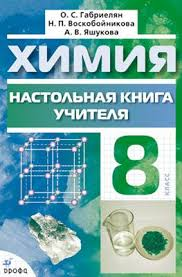 О. С. Габриелян
Н. П. Воскобойникова
А. В. Яшукова
ХИМИЯ
НАСТОЛЬНАЯ КНИГА
УЧИТЕЛЯ
8
КЛАСС
ДРОФА